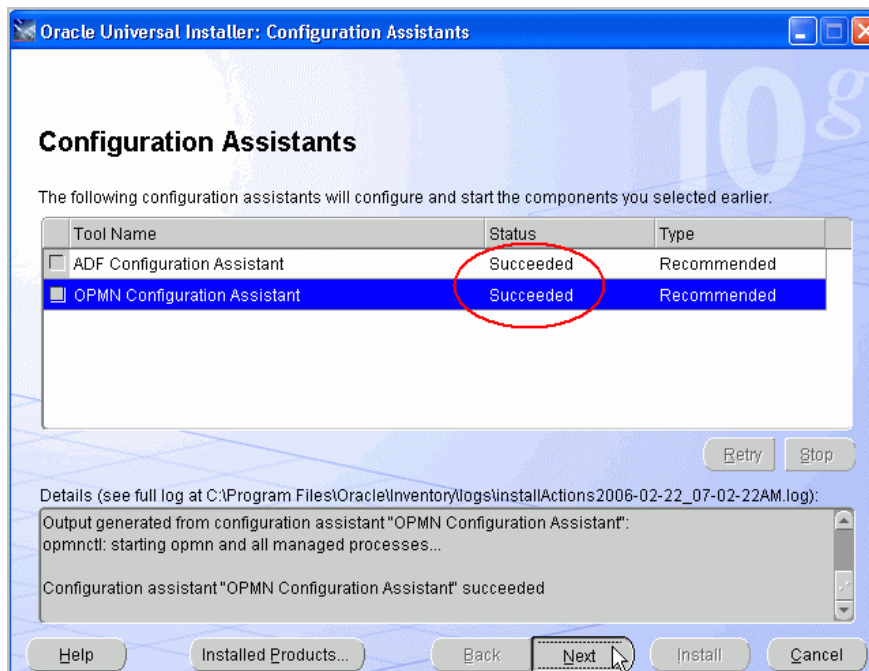 Oracle Universal Installer: Configuration Assistants
10g
Configuration Assistants
The following configuration assistants will configure and start the components you selected earlier.
Tool Name Status Type
ADF Configuration Assistant Succeeded Recommended
OPMN Configuration Assistant Succeeded Recommended
Retry Stop
Details (see full log at C:\Program Files\Oracle\Inventory\logs\installActions2006-02-22_07-02-22AM.log):
Output generated from configuration assistant "OPMN Configuration Assistant":
opmnctl: starting opmn and all managed processes...
Configuration assistant "OPMN Configuration Assistant" succeeded
Help Installed Products... Back Next Install Cancel